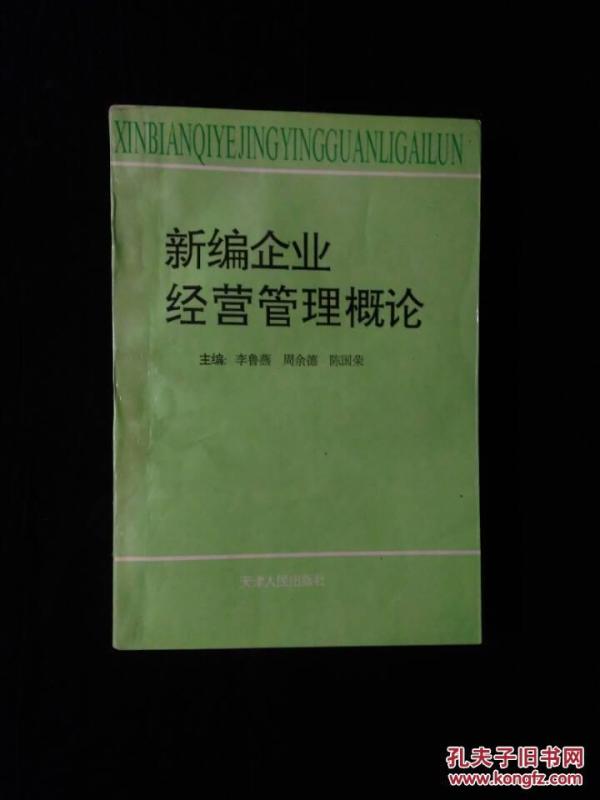 XINBIANQIYEJINGYINGGUANLIGAILUN
新编企业
经营管理概论
主编: 李鲁燕 周余德 陈国荣
天津人民出版社
孔夫子旧书网
www.kongfz.com